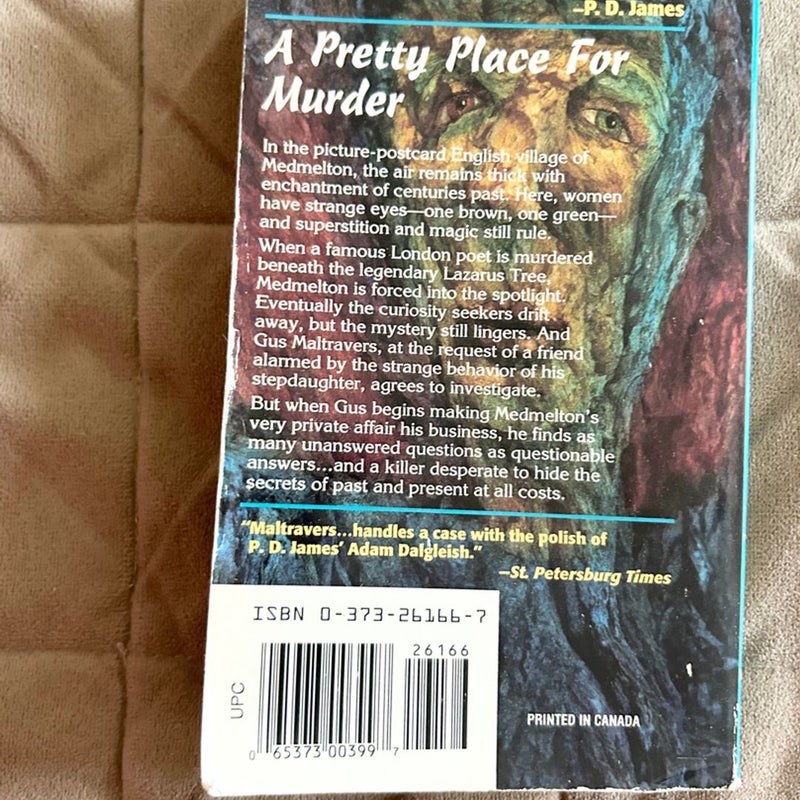 —P. D. James
A Pretty Place For
Murder
In the picture-postcard English village of
Medmelton, the air remains thick with
enchantment of centuries past. Here, women
have strange eyes—one brown, one green—
and superstition and magic still rule.
When a famous London poet is murdered
beneath the legendary Lazarus Tree,
Medmelton is forced into the spotlight.
Eventually the curiosity seekers drift
away, but the mystery still lingers. And
Gus Maltravers, at the request of a friend
alarmed by the strange behavior of his
stepdaughter, agrees to investigate.
But when Gus begins making Medmelton's
very private affair his business, he finds as
many unanswered questions as questionable
answers...and a killer desperate to hide the
secrets of past and present at all costs.
"Maltravers...handles a case with the polish of
P. D. James' Adam Dalgleish."
—St. Petersburg Times
ISBN 0-373-26166-7
26166
UPC
0 65373 00399 7
PRINTED IN CANADA